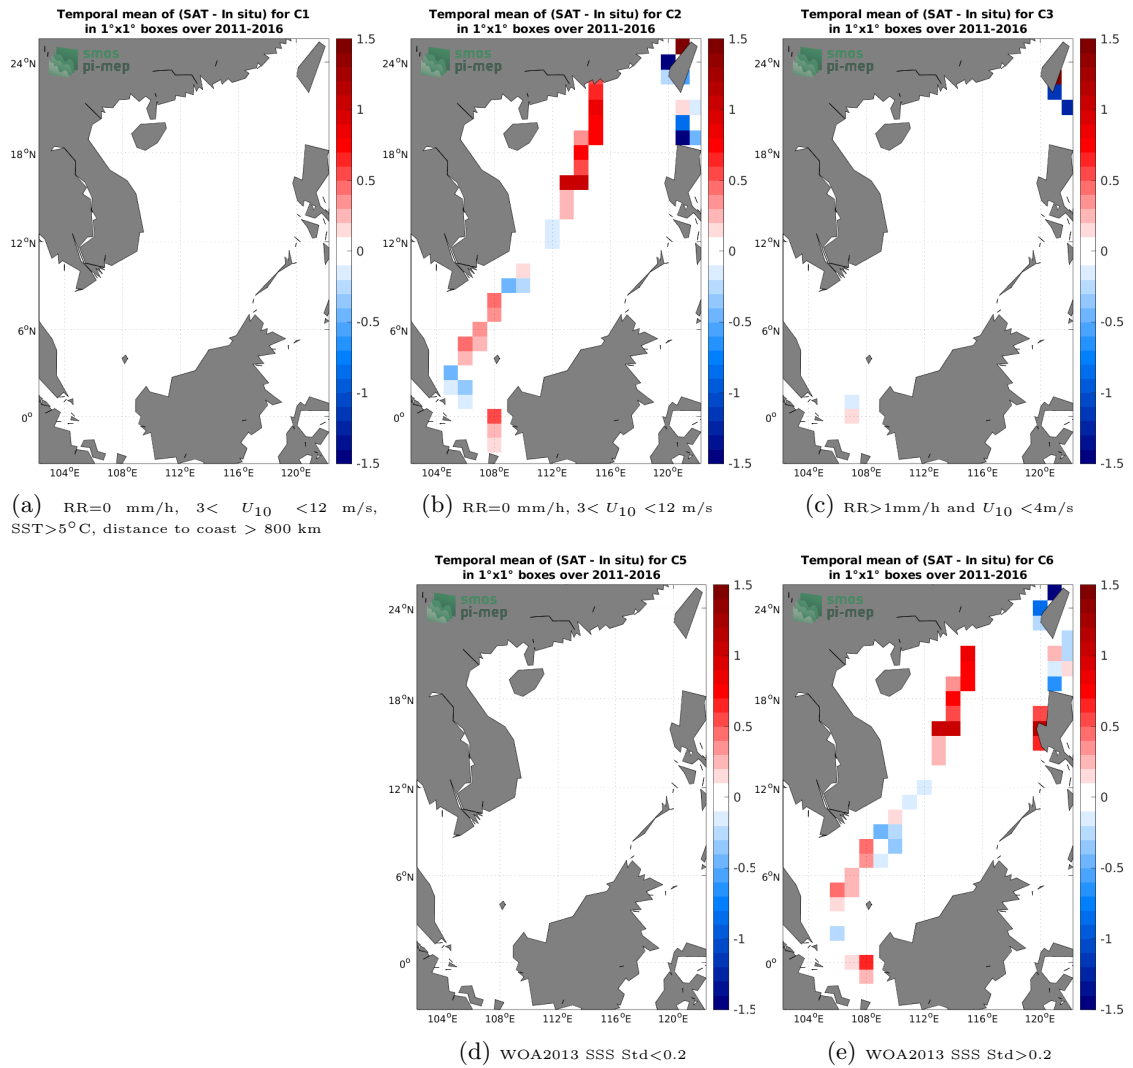 Temporal mean of (SAT - In situ) for C1
in 1°x1° boxes over 2011-2016
smos
pi-mep
24°N
18°N
12°N
6°N
0°
104°E 108°E 112°E 116°E 120°E
1.5
1
0.5
0
-0.5
-1
-1.5
(a) RR=0 mm/h, 3< U10 <12 m/s,
SST>5°C, distance to coast > 800 km
Temporal mean of (SAT - In situ) for C2
in 1°x1° boxes over 2011-2016
smos
pi-mep
24°N
18°N
12°N
6°N
0°
104°E 108°E 112°E 116°E 120°E
1.5
1
0.5
0
-0.5
-1
-1.5
(b) RR=0 mm/h, 3< U10 <12 m/s
Temporal mean of (SAT - In situ) for C3
in 1°x1° boxes over 2011-2016
smos
pi-mep
24°N
18°N
12°N
6°N
0°
104°E 108°E 112°E 116°E 120°E
1.5
1
0.5
0
-0.5
-1
-1.5
(c) RR>1mm/h and U10 <4m/s
Temporal mean of (SAT - In situ) for C5
in 1°x1° boxes over 2011-2016
smos
pi-mep
24°N
18°N
12°N
6°N
0°
104°E 108°E 112°E 116°E 120°E
1.5
1
0.5
0
-0.5
-1
-1.5
(d) WOA2013 SSS Std<0.2
Temporal mean of (SAT - In situ) for C6
in 1°x1° boxes over 2011-2016
smos
pi-mep
24°N
18°N
12°N
6°N
0°
104°E 108°E 112°E 116°E 120°E
1.5
1
0.5
0
-0.5
-1
-1.5
(e) WOA2013 SSS Std>0.2